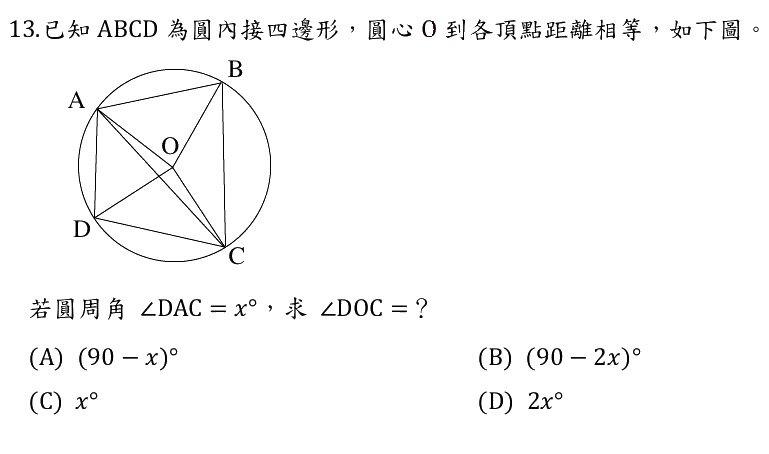 13.已知 ABCD 為圓內接四邊形，圓心 O 到各頂點距離相等，如下圖。
B
A
O
D
C
若圓周角 ∠DAC = x°，求 ∠DOC = ?
(A) (90 − x)° (B) (90 − 2x)°
(C) x° (D) 2x°